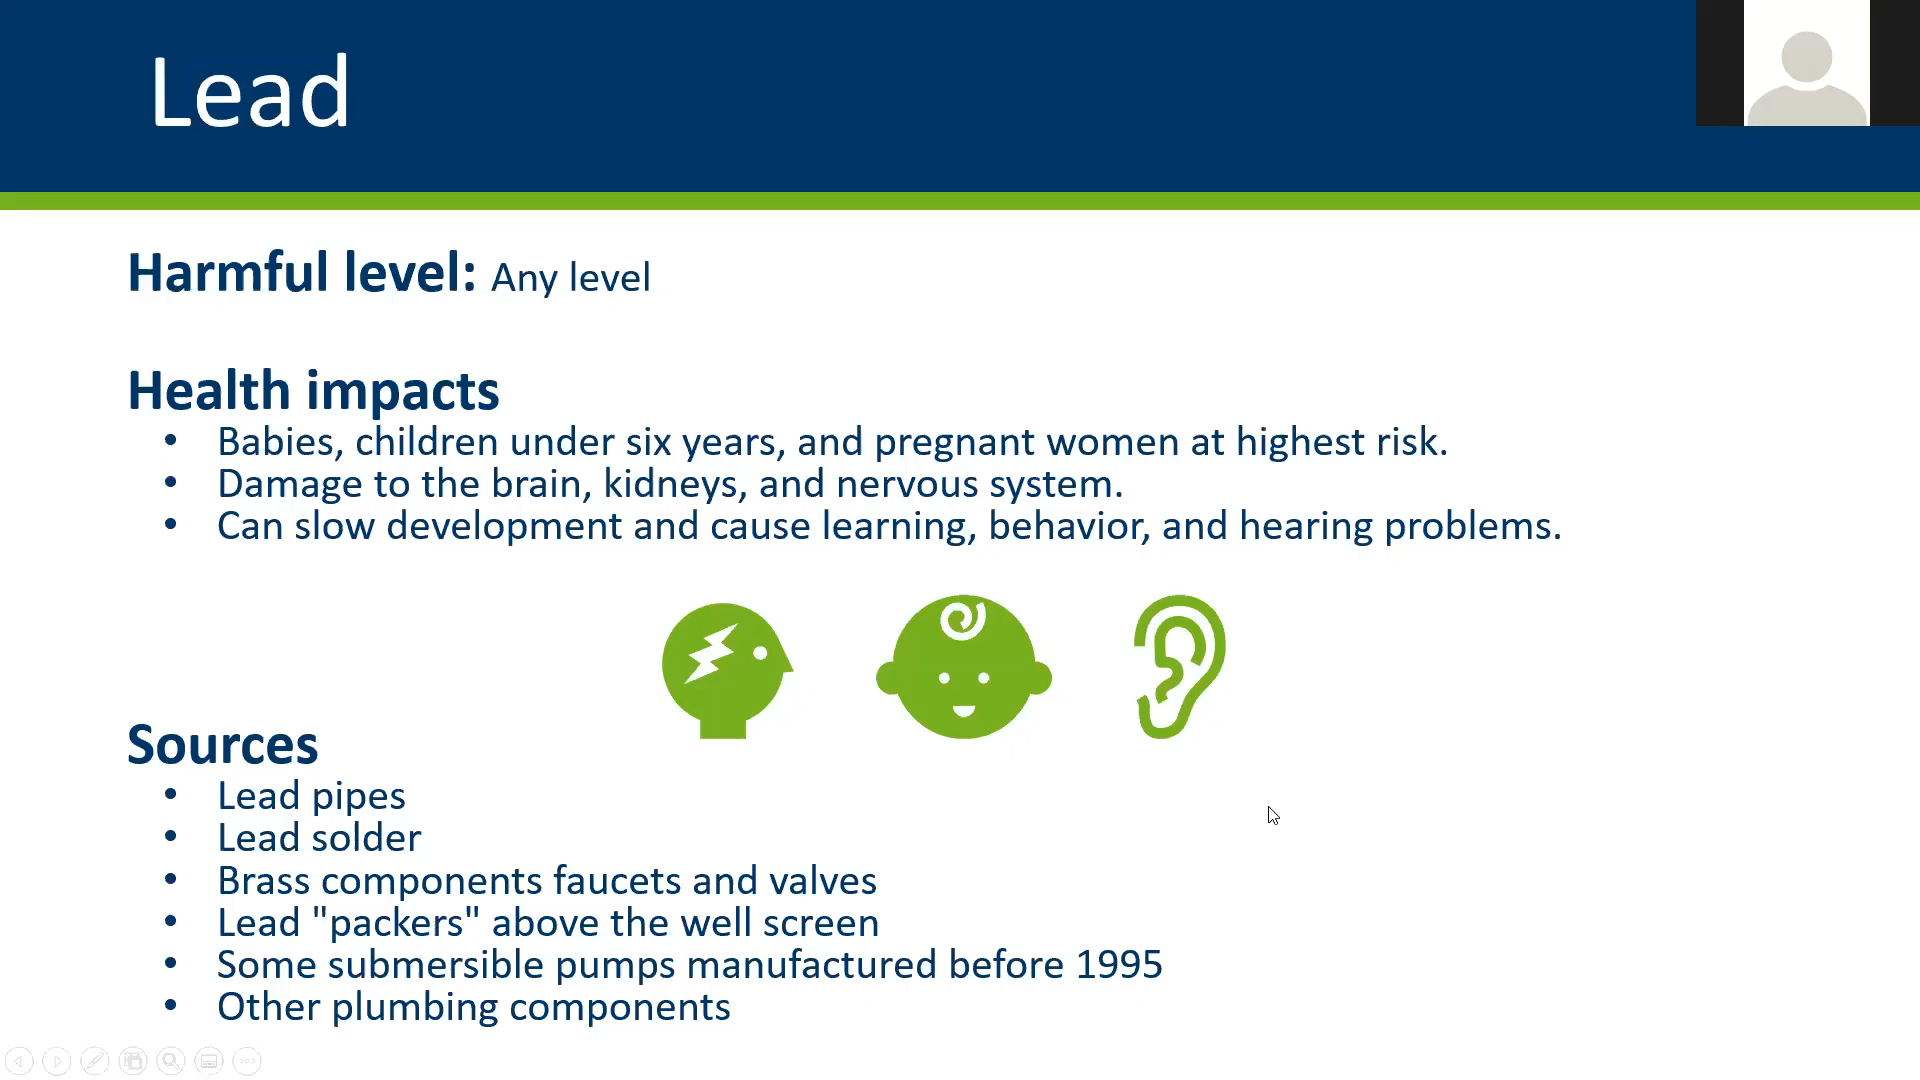 Lead
Harmful level: Any level
Health impacts
• Babies, children under six years, and pregnant women at highest risk.
• Damage to the brain, kidneys, and nervous system.
• Can slow development and cause learning, behavior, and hearing problems.
Sources
• Lead pipes
• Lead solder
• Brass components faucets and valves
• Lead "packers" above the well screen
• Some submersible pumps manufactured before 1995
• Other plumbing components